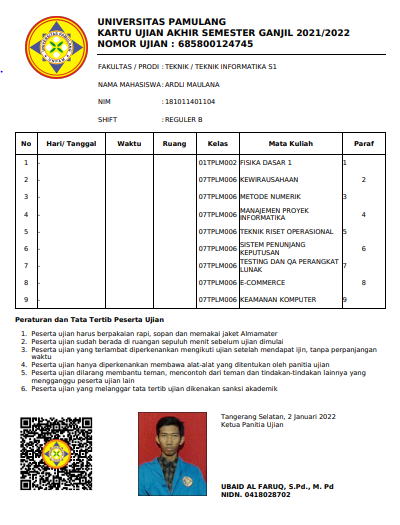 UNIVERSITAS PAMULANG
KARTU UJIAN AKHIR SEMESTER GANJIL 2021/2022
NOMOR UJIAN : 685800124745
FAKULTAS / PRODI : TEKNIK / TEKNIK INFORMATIKA S1
NAMA MAHASISWA : ARDLI MAULANA
NIM : 181011401104
SHIFT : REGULER B
No Hari/ Tanggal Waktu Ruang Kelas Mata Kuliah Paraf
1 - 01TPLM002 FISIKA DASAR 1 1
2 - 07TPLM006 KEWIRAUSAHAAN 2
3 - 07TPLM006 METODE NUMERIK 3
4 - 07TPLM006 MANAJEMEN PROYEK INFORMATIKA 4
5 - 07TPLM006 TEKNIK RISET OPERASIONAL 5
6 - 07TPLM006 SISTEM PENUNJANG KEPUTUSAN 6
7 - 07TPLM006 TESTING DAN QA PERANGKAT LUNAK 7
8 - 07TPLM006 E-COMMERCE 8
9 - 07TPLM006 KEAMANAN KOMPUTER 9
Peraturan dan Tata Tertib Peserta Ujian
1. Peserta ujian harus berpakaian rapi, sopan dan memakai jaket Almamater
2. Peserta ujian sudah berada di ruangan sepuluh menit sebelum ujian dimulai
3. Peserta ujian yang terlambat diperkenankan mengikuti ujian setelah mendapat ijin, tanpa perpanjangan
waktu
4. Peserta ujian hanya diperkenankan membawa alat-alat yang ditentukan oleh panitia ujian
5. Peserta ujian dilarang membantu teman, mencontoh dari teman dan tindakan-tindakan lainnya yang
mengganggu peserta ujian lain
6. Peserta ujian yang melanggar tata tertib ujian dikenakan sanksi akademik
Tangerang Selatan, 2 Januari 2022
Ketua Panitia Ujian
UBAID AL FARUQ, S.Pd., M. Pd
NIDN. 0418028702